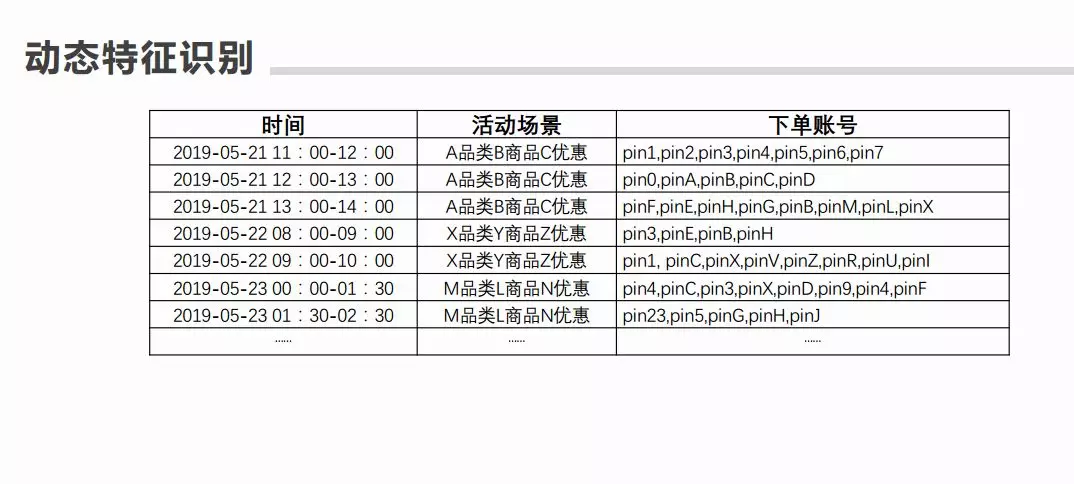 动态特征识别
时间 活动场景 下单账号
2019-05-21 11：00-12：00 A品类B商品C优惠 pin1,pin2,pin3,pin4,pin5,pin6,pin7
2019-05-21 12：00-13：00 A品类B商品C优惠 pin0,pinA,pinB,pinC,pinD
2019-05-21 13：00-14：00 A品类B商品C优惠 pinF,pinE,pinH,pinG,pinB,pinM,pinL,pinX
2019-05-22 08：00-09：00 X品类Y商品Z优惠 pin3,pinE,pinB,pinH
2019-05-22 09：00-10：00 X品类Y商品Z优惠 pin1, pinC,pinX,pinV,pinZ,pinR,pinU,pinI
2019-05-23 00：00-01：30 M品类L商品N优惠 pin4,pinC,pin3,pinX,pinD,pin9,pin4,pinF
2019-05-23 01：30-02：30 M品类L商品N优惠 pin23,pin5,pinG,pinH,pinJ
…… …… ……